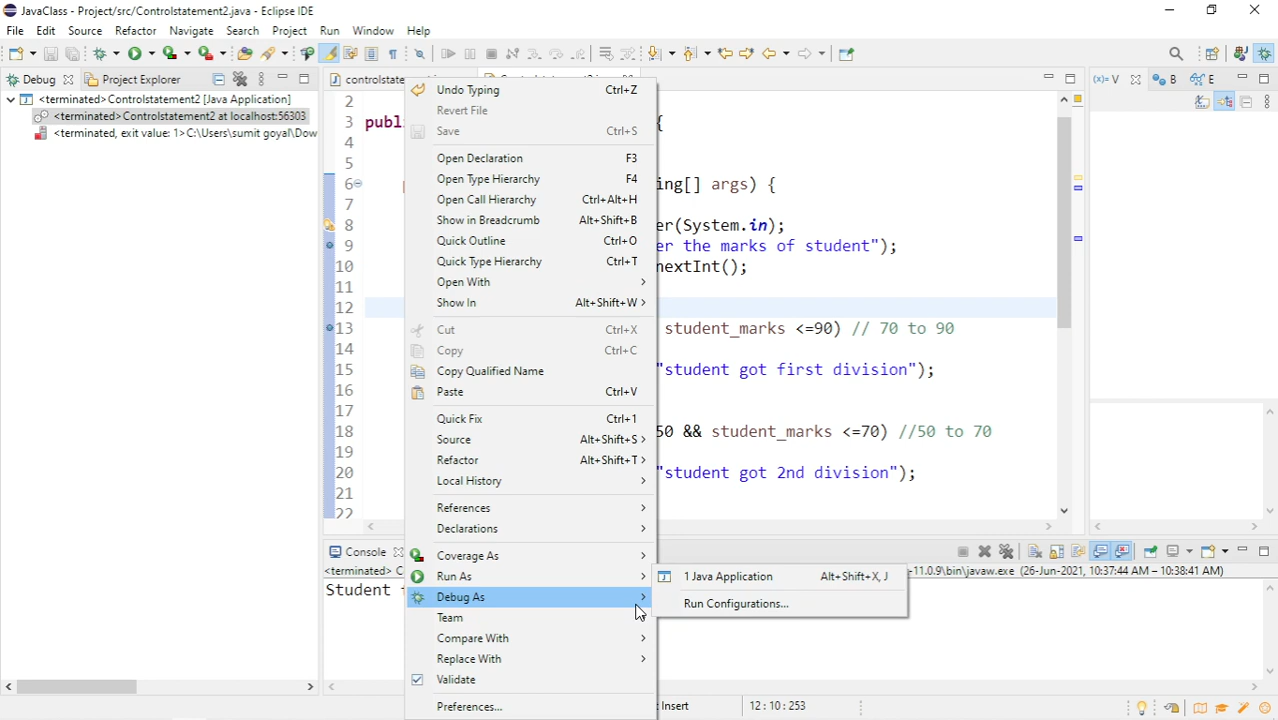 JavaClass - Project/src/Controlstatement2.java - Eclipse IDE
File Edit Source Refactor Navigate Search Project Run Window Help
Debug Project Explorer
<terminated>Controlstatement2 [Java Application]
<terminated>Controlstatement2 at localhost:56303
<terminated, exit value: 1>C:\Users\sumit goyal\Dow
2
3 publ {
4
5
6 ing[] args) {
7
8 er(System.in);
9 er the marks of student");
10 nextInt();
11
12
13 student_marks <=90) // 70 to 90
14
15 "student got first division");
16
17
18 50 && student_marks <=70) //50 to 70
19
20 "student got 2nd division");
21
22
Undo Typing Ctrl+Z
Revert File
Save Ctrl+S
Open Declaration F3
Open Type Hierarchy F4
Open Call Hierarchy Ctrl+Alt+H
Show in Breadcrumb Alt+Shift+B
Quick Outline Ctrl+O
Quick Type Hierarchy Ctrl+T
Open With
Show In Alt+Shift+W
Cut Ctrl+X
Copy Ctrl+C
Copy Qualified Name
Paste Ctrl+V
Quick Fix Ctrl+1
Source Alt+Shift+S
Refactor Alt+Shift+T
Local History
References
Declarations
Coverage As
Run As
Debug As
Team
Compare With
Replace With
Validate
Preferences...
1 Java Application Alt+Shift+X, J
Run Configurations...
(x)= V B E
Console
<terminated> C -11.0.9\bin\javaw.exe (26-Jun-2021, 10:37:44 AM – 10:38:41 AM)
Student
Insert 12 : 10 : 253